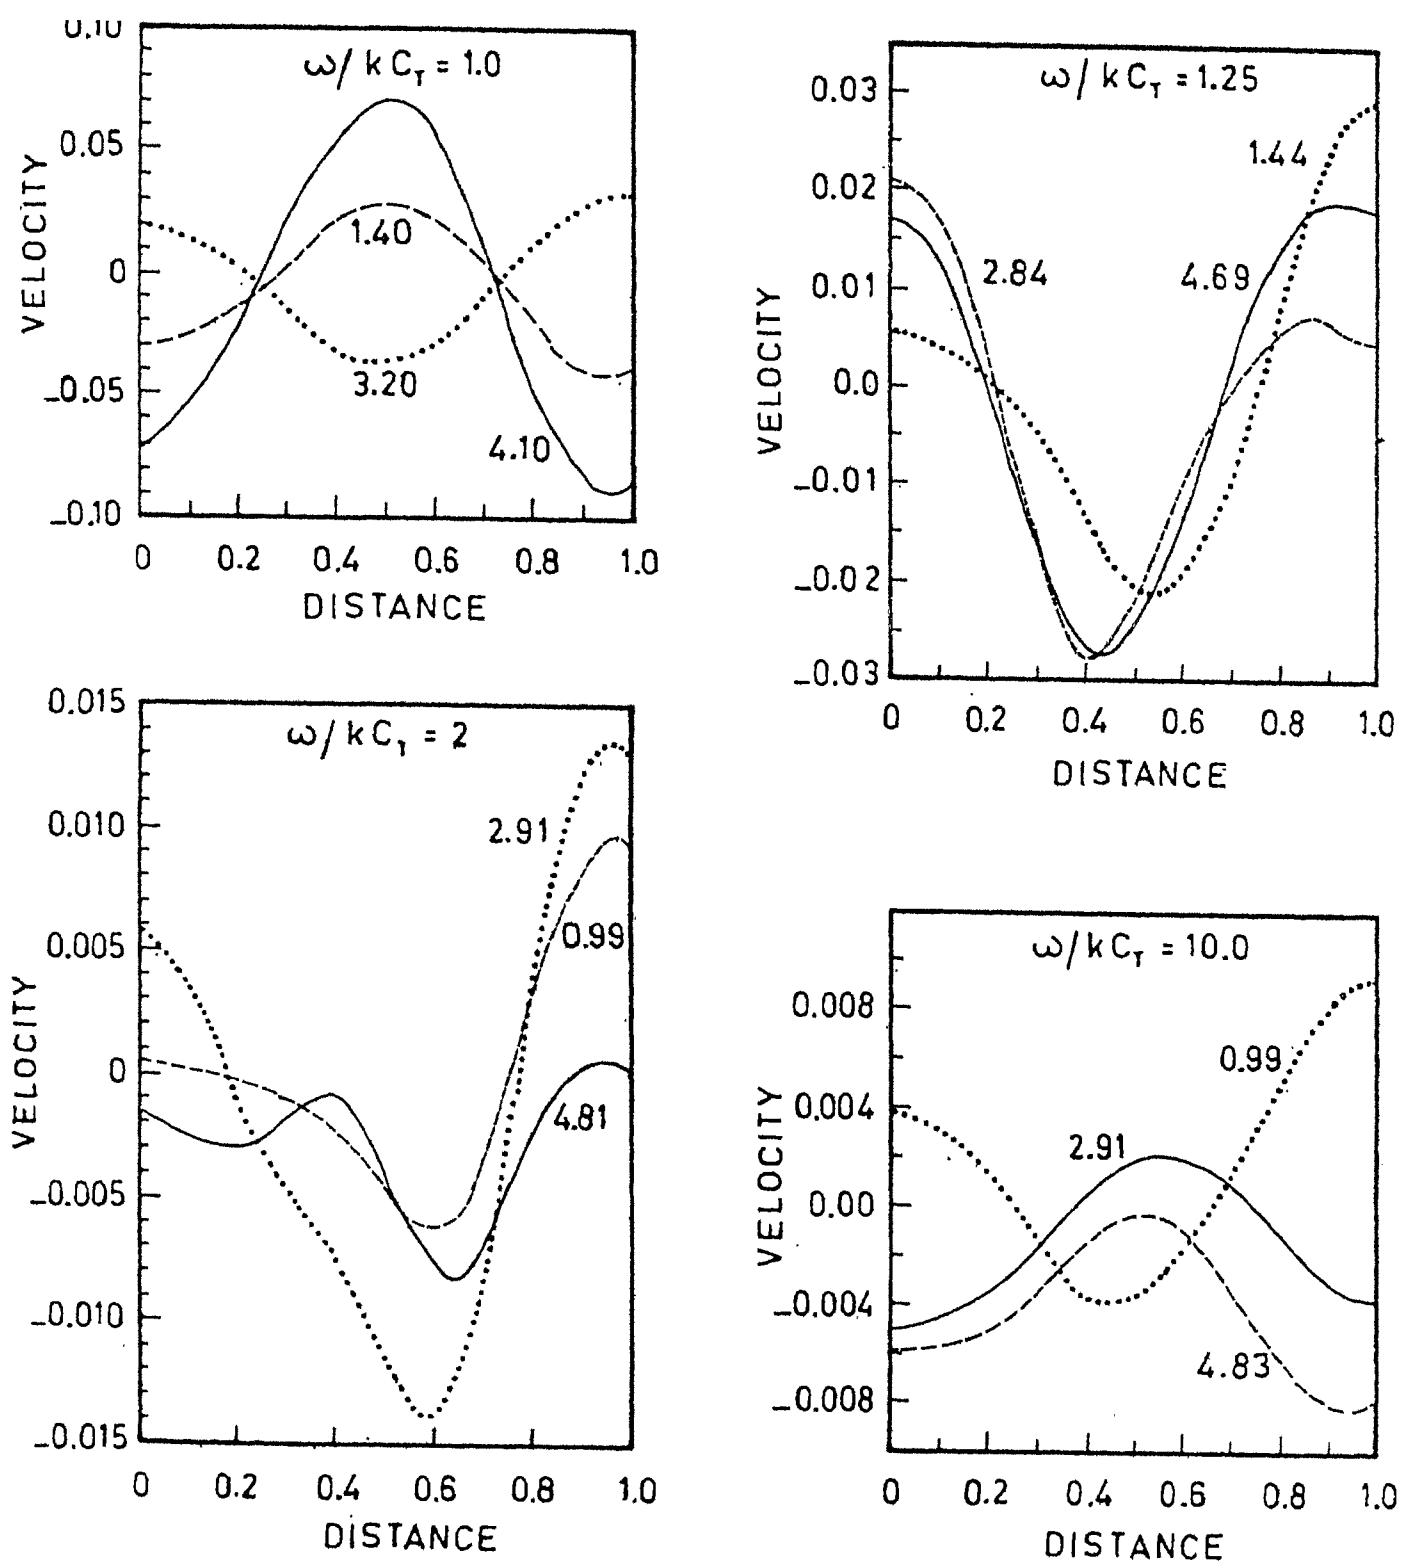 ω/kC_T = 1.0
0.10
0.05
0
−0.05
−0.10
VELOCITY
1.40
3.20
4.10
0 0.2 0.4 0.6 0.8 1.0
DISTANCE
ω/kC_T = 1.25
0.03
0.02
0.01
0.0
−0.01
−0.02
−0.03
VELOCITY
1.44
2.84
4.69
0 0.2 0.4 0.6 0.8 1.0
DISTANCE
ω/kC_T = 2
0.015
0.010
0.005
0
−0.005
−0.010
−0.015
VELOCITY
2.91
0.99
4.81
0 0.2 0.4 0.6 0.8 1.0
DISTANCE
ω/kC_T = 10.0
0.008
0.004
0.00
−0.004
−0.008
VELOCITY
0.99
2.91
4.83
0 0.2 0.4 0.6 0.8 1.0
DISTANCE